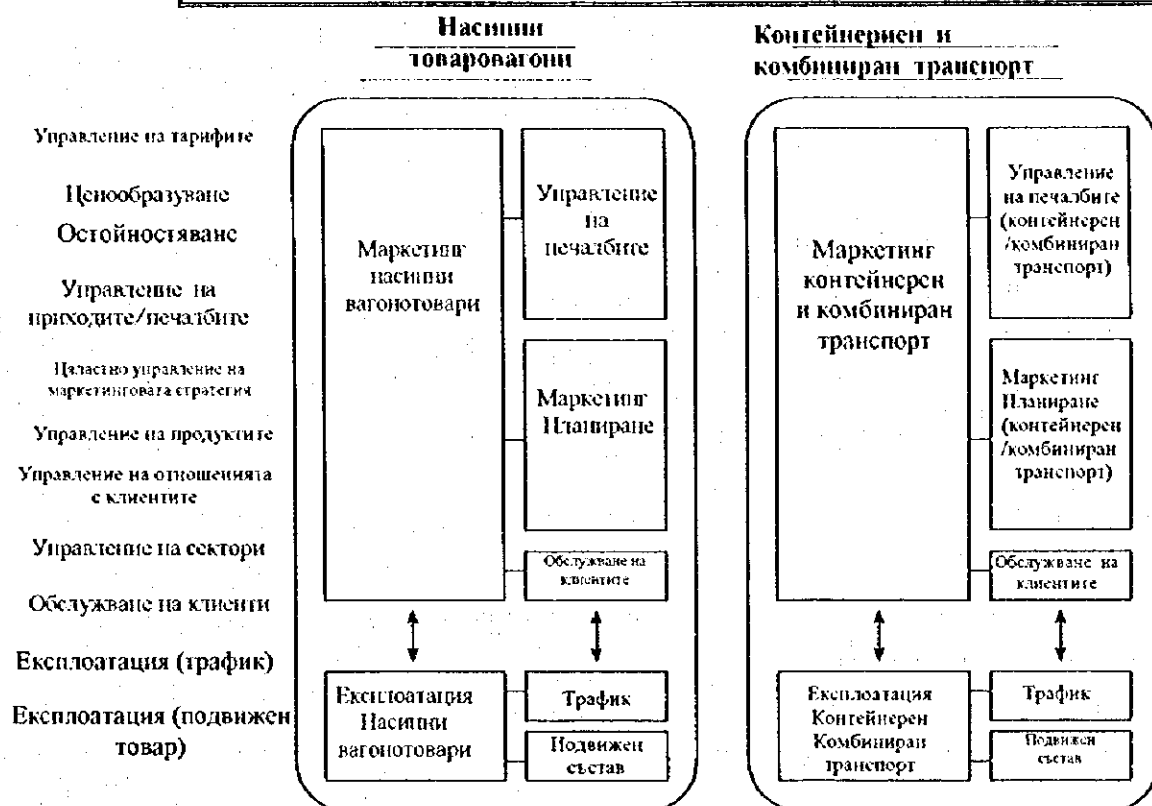 Насипни
товаровагони
Контейнериен и
комбиниран транспорт
Управление на тарифите
Ценообразуване
Остойностяване
Управление на
приходите/печалбите
Цялостно управление на
маркетинговата стратегия
Управление на продуктите
Управление на отношенията
с клиентите
Управление на сектори
Обслужване на клиенти
Експлоатация (трафик)
Експлоатация (подвижен
товар)
Маркетинг
насипни
вагонотовари
Управление
на
печалбите
Маркетинг
Планиране
Обслужване на
клиентите
Експлоатация
Насипни
вагонотовари
Трафик
Подвижен
състав
Маркетинг
контейнерен
и комбиниран
транспорт
Управление
на печалбите
(контейнерен
/комбиниран
транспорт)
Маркетинг
Планиране
(контейнерен
/комбиниран
транспорт)
Обслужване на
клиентите
Експлоатация
Контейнерен
Комбиниран
транспорт
Трафик
Подвижен
състав